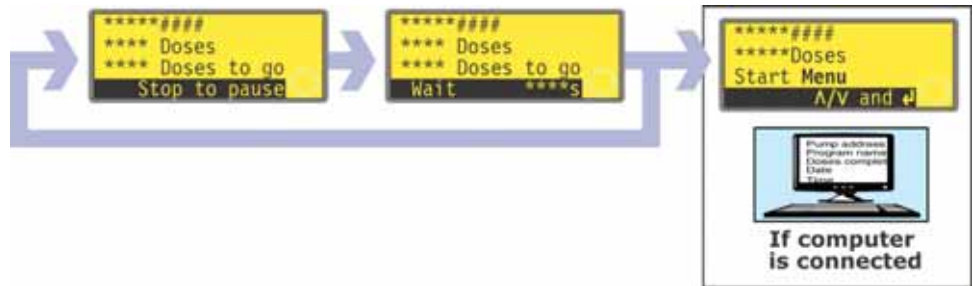 *****####
**** Doses
**** Doses to go
Stop to pause
*****####
**** Doses
**** Doses to go
Wait ****s
*****####
*****Doses
Start Menu
Λ/V and ↵
Pump address
Program name
Doses complet
Date
Time
If computer
is connected